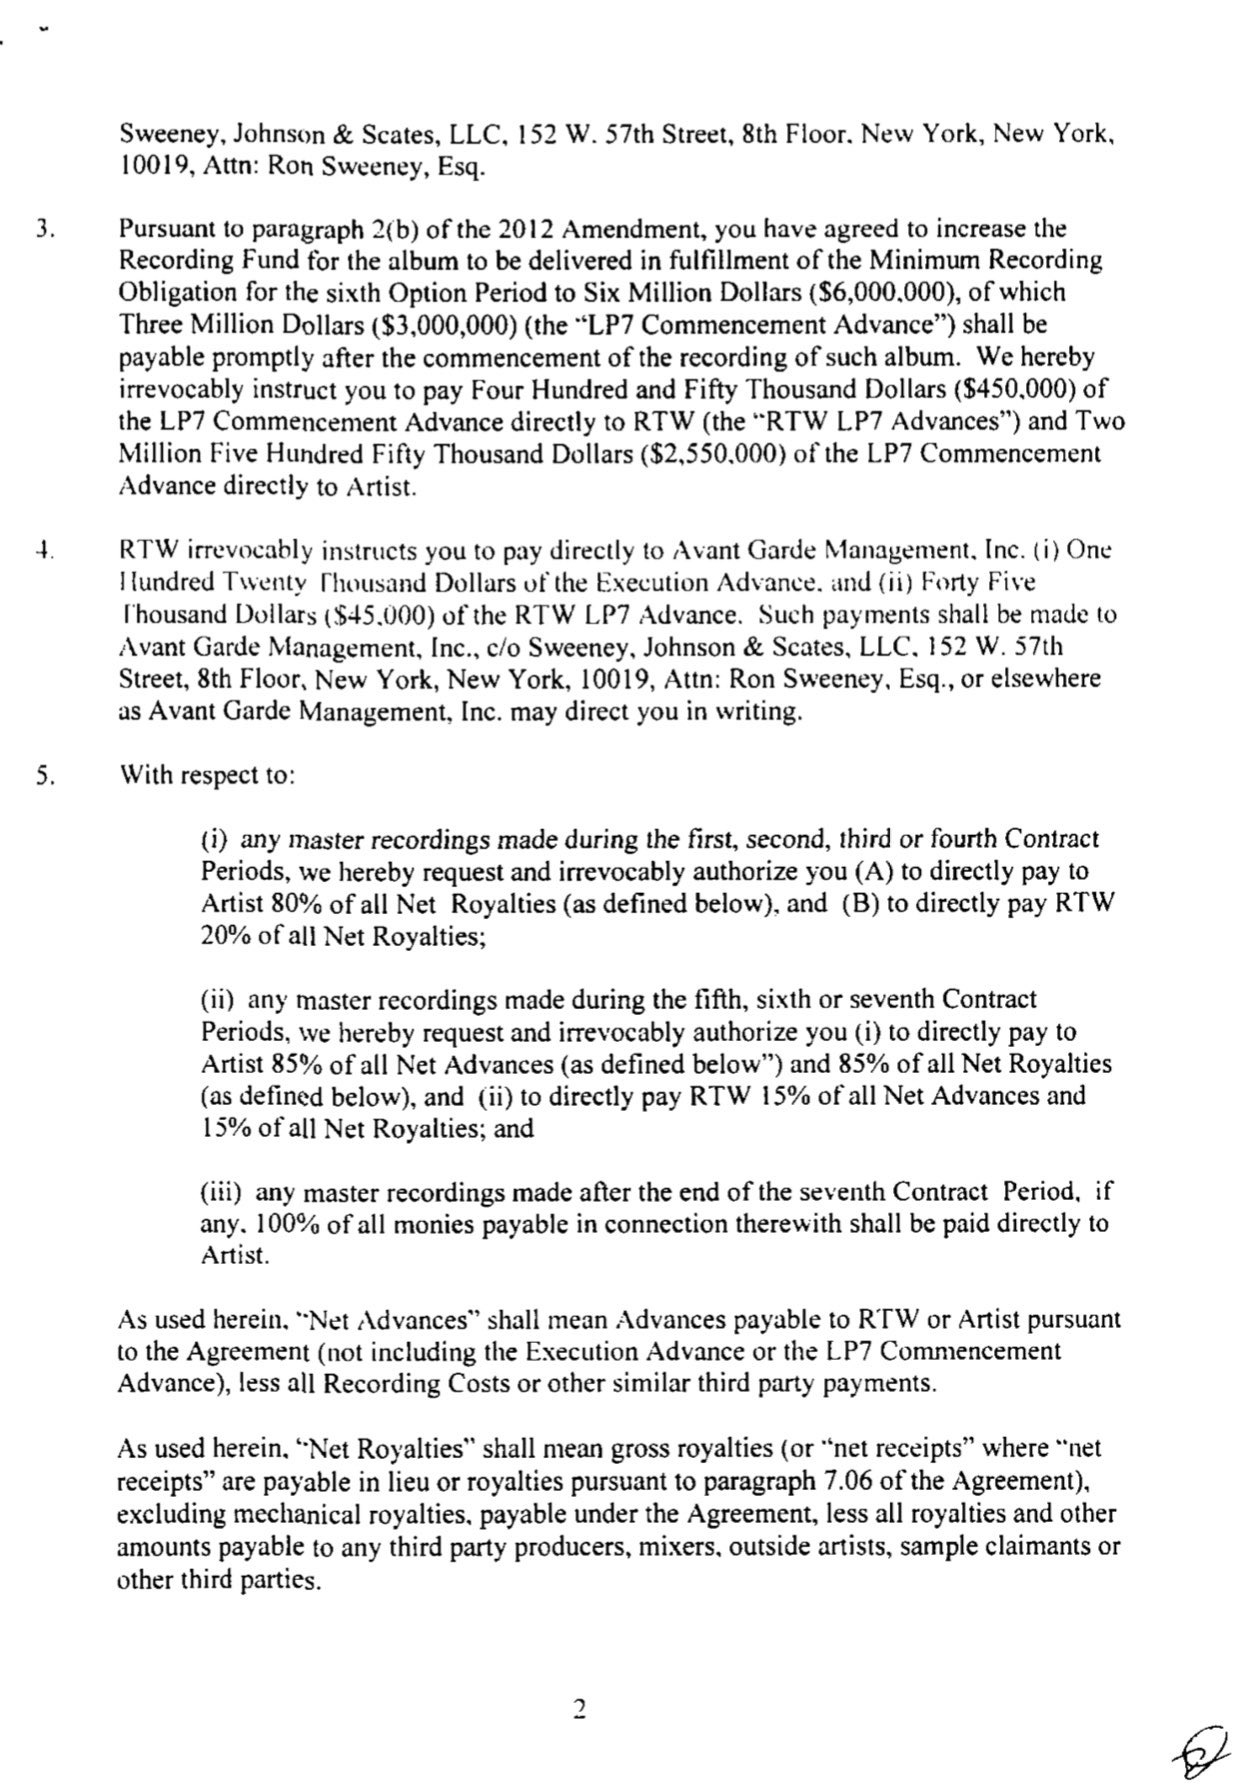 Sweeney, Johnson & Scates, LLC, 152 W. 57th Street, 8th Floor, New York, New York,
10019, Attn: Ron Sweeney, Esq.
3. Pursuant to paragraph 2(b) of the 2012 Amendment, you have agreed to increase the
Recording Fund for the album to be delivered in fulfillment of the Minimum Recording
Obligation for the sixth Option Period to Six Million Dollars ($6,000,000), of which
Three Million Dollars ($3,000,000) (the “LP7 Commencement Advance”) shall be
payable promptly after the commencement of the recording of such album. We hereby
irrevocably instruct you to pay Four Hundred and Fifty Thousand Dollars ($450,000) of
the LP7 Commencement Advance directly to RTW (the “RTW LP7 Advances”) and Two
Million Five Hundred Fifty Thousand Dollars ($2,550,000) of the LP7 Commencement
Advance directly to Artist.
4. RTW irrevocably instructs you to pay directly to Avant Garde Management, Inc. (i) One
Hundred Twenty Thousand Dollars of the Execution Advance, and (ii) Forty Five
Thousand Dollars ($45,000) of the RTW LP7 Advance. Such payments shall be made to
Avant Garde Management, Inc., c/o Sweeney, Johnson & Scates, LLC, 152 W. 57th
Street, 8th Floor, New York, New York, 10019, Attn: Ron Sweeney, Esq., or elsewhere
as Avant Garde Management, Inc. may direct you in writing.
5. With respect to:
(i) any master recordings made during the first, second, third or fourth Contract
Periods, we hereby request and irrevocably authorize you (A) to directly pay to
Artist 80% of all Net Royalties (as defined below), and (B) to directly pay RTW
20% of all Net Royalties;
(ii) any master recordings made during the fifth, sixth or seventh Contract
Periods, we hereby request and irrevocably authorize you (i) to directly pay to
Artist 85% of all Net Advances (as defined below”) and 85% of all Net Royalties
(as defined below), and (ii) to directly pay RTW 15% of all Net Advances and
15% of all Net Royalties; and
(iii) any master recordings made after the end of the seventh Contract Period, if
any, 100% of all monies payable in connection therewith shall be paid directly to
Artist.
As used herein, “Net Advances” shall mean Advances payable to RTW or Artist pursuant
to the Agreement (not including the Execution Advance or the LP7 Commencement
Advance), less all Recording Costs or other similar third party payments.
As used herein, “Net Royalties” shall mean gross royalties (or “net receipts” where “net
receipts” are payable in lieu or royalties pursuant to paragraph 7.06 of the Agreement),
excluding mechanical royalties, payable under the Agreement, less all royalties and other
amounts payable to any third party producers, mixers, outside artists, sample claimants or
other third parties.
2